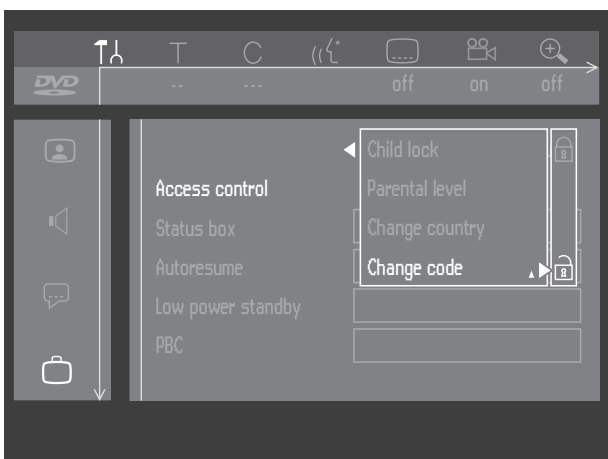 T C
DVD -- --- off on off
Child lock
Access control Parental level
Status box Change country
Autoresume Change code
Low power standby
PBC